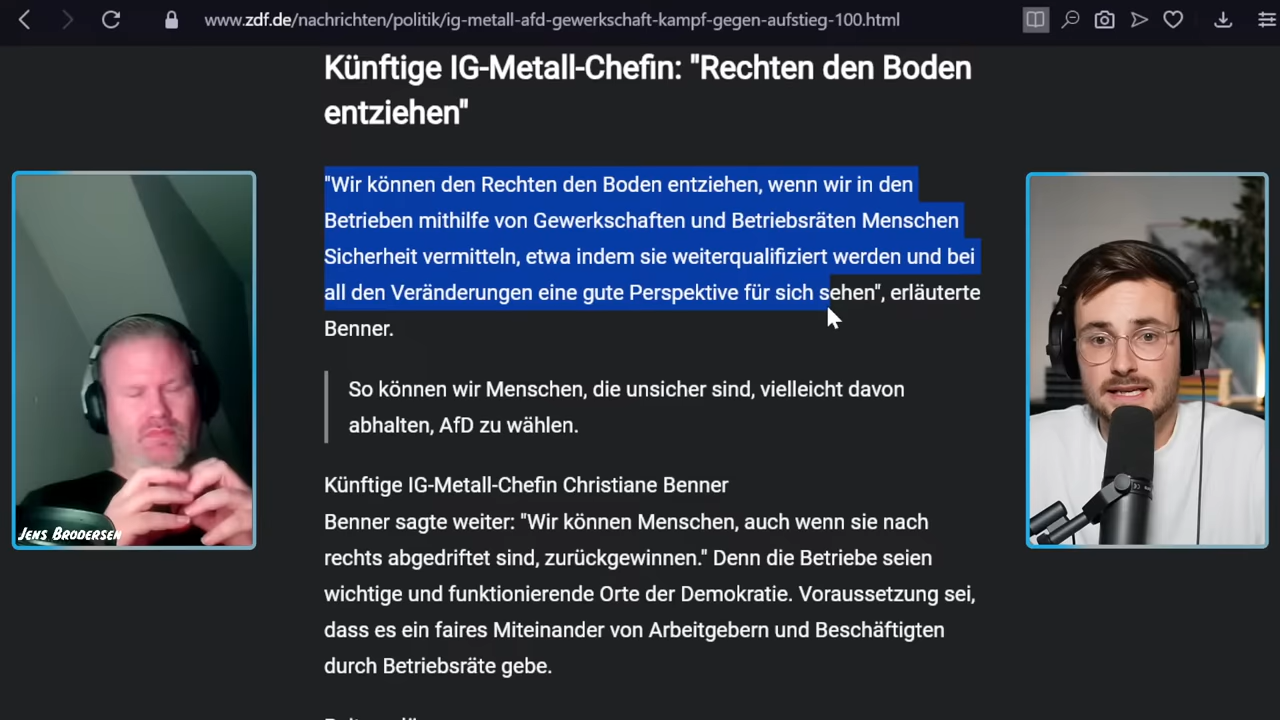 www.zdf.de/nachrichten/politik/ig-metall-afd-gewerkschaft-kampf-gegen-aufstieg-100.html
Künftige IG-Metall-Chefin: "Rechten den Boden
entziehen"
"Wir können den Rechten den Boden entziehen, wenn wir in den
Betrieben mithilfe von Gewerkschaften und Betriebsräten Menschen
Sicherheit vermitteln, etwa indem sie weiterqualifiziert werden und bei
all den Veränderungen eine gute Perspektive für sich sehen", erläuterte
Benner.
So können wir Menschen, die unsicher sind, vielleicht davon
abhalten, AfD zu wählen.
Künftige IG-Metall-Chefin Christiane Benner
Benner sagte weiter: "Wir können Menschen, auch wenn sie nach
rechts abgedriftet sind, zurückgewinnen." Denn die Betriebe seien
wichtige und funktionierende Orte der Demokratie. Voraussetzung sei,
dass es ein faires Miteinander von Arbeitgebern und Beschäftigten
durch Betriebsräte gebe.
Jens Brodersen